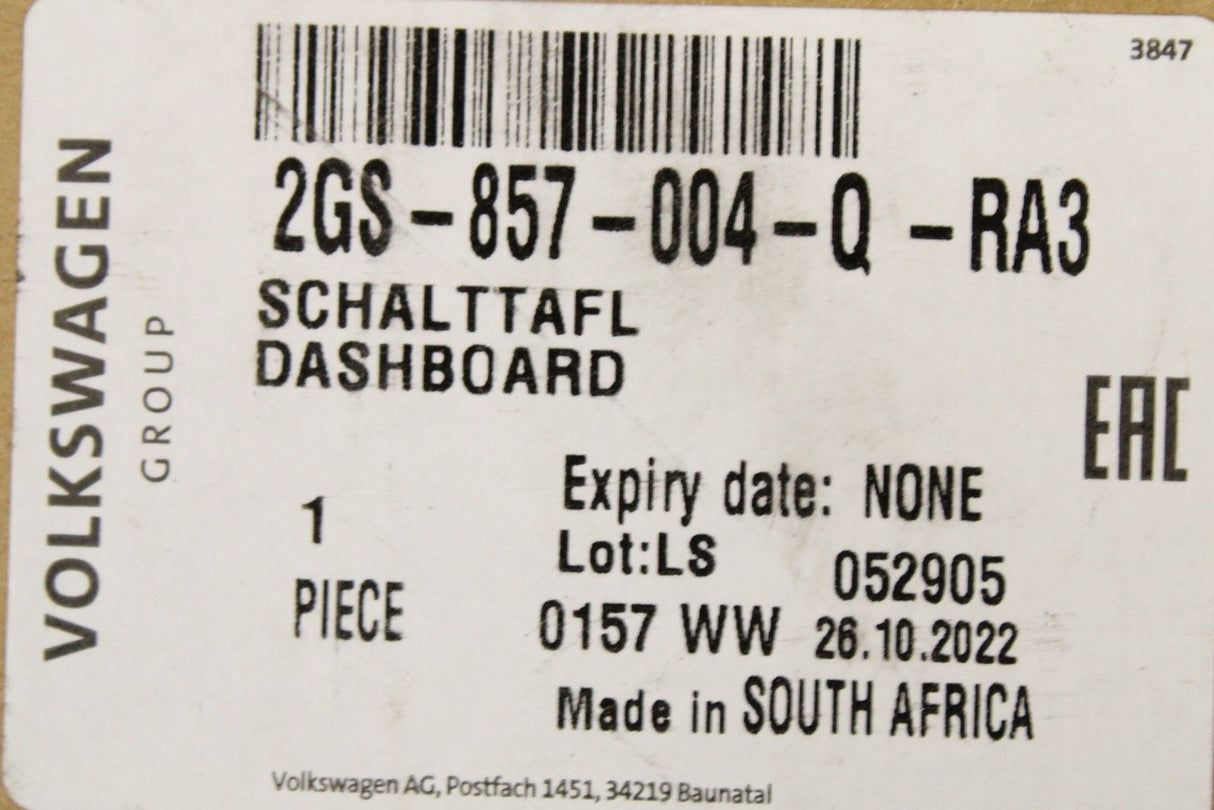 3847
2GS-857-004-Q -RA3
SCHALTTAFL
DASHBOARD
VOLKSWAGEN
GROUP
EAC
Expiry date: NONE
1
PIECE
Lot:LS 052905
0157 WW 26.10.2022
Made in SOUTH AFRICA
Volkswagen AG, Postfach 1451, 34219 Baunatal